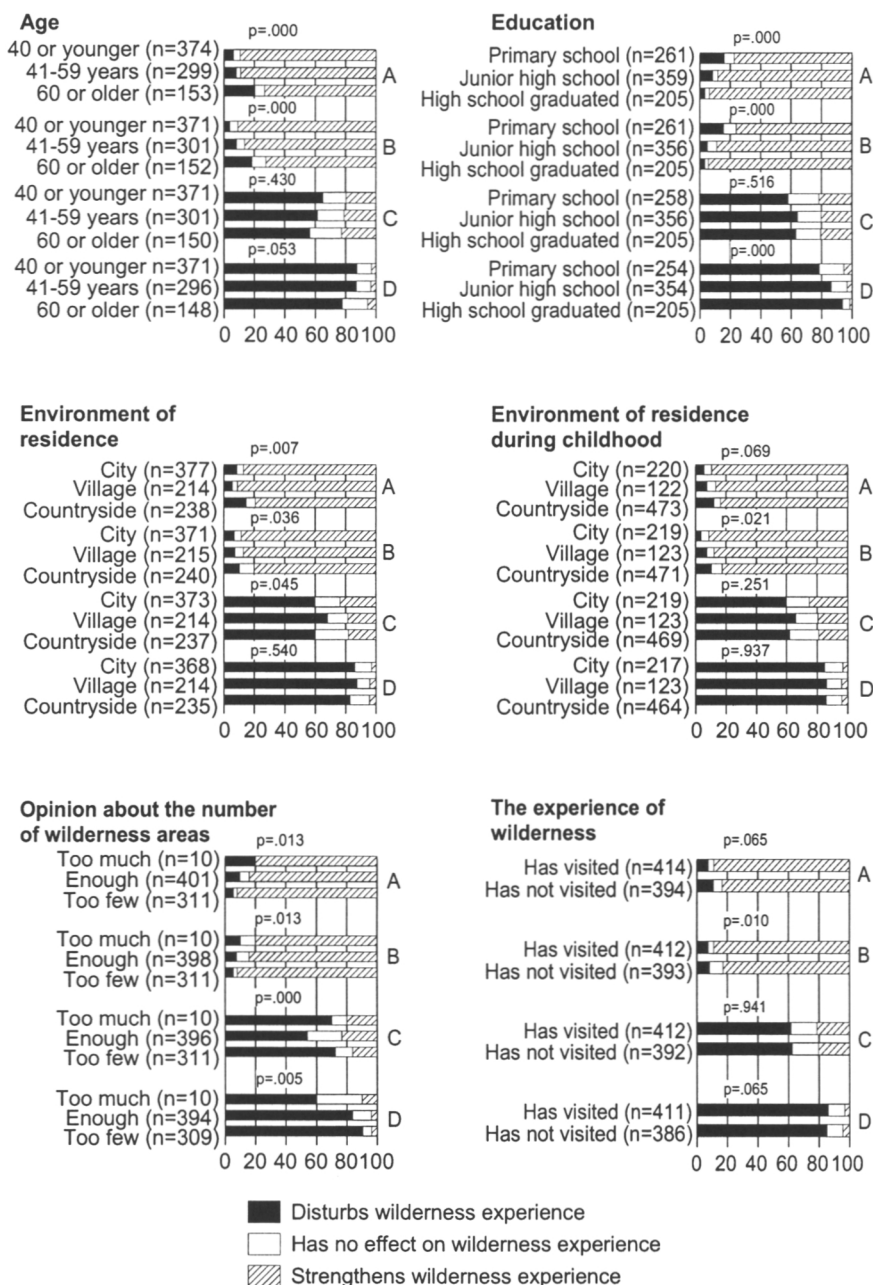 Age
p=.000
40 or younger (n=374)
41-59 years (n=299)
60 or older (n=153)
A
p=.000
40 or younger (n=371)
41-59 years (n=301)
60 or older (n=152)
B
p=.430
40 or younger (n=371)
41-59 years (n=301)
60 or older (n=150)
C
p=.053
40 or younger (n=371)
41-59 years (n=296)
60 or older (n=148)
D
0 20 40 60 80 100
Education
p=.000
Primary school (n=261)
Junior high school (n=359)
High school graduated (n=205)
A
p=.000
Primary school (n=261)
Junior high school (n=356)
High school graduated (n=205)
B
p=.516
Primary school (n=258)
Junior high school (n=356)
High school graduated (n=205)
C
p=.000
Primary school (n=254)
Junior high school (n=354)
High school graduated (n=205)
D
0 20 40 60 80 100
Environment of
residence
p=.007
City (n=377)
Village (n=214)
Countryside (n=238)
A
p=.036
City (n=371)
Village (n=215)
Countryside (n=240)
B
p=.045
City (n=373)
Village (n=214)
Countryside (n=237)
C
p=.540
City (n=368)
Village (n=214)
Countryside (n=235)
D
0 20 40 60 80 100
Environment of residence
during childhood
p=.069
City (n=220)
Village (n=122)
Countryside (n=473)
A
p=.021
City (n=219)
Village (n=123)
Countryside (n=471)
B
p=.251
City (n=219)
Village (n=123)
Countryside (n=469)
C
p=.937
City (n=217)
Village (n=123)
Countryside (n=464)
D
0 20 40 60 80 100
Opinion about the number
of wilderness areas
p=.013
Too much (n=10)
Enough (n=401)
Too few (n=311)
A
p=.013
Too much (n=10)
Enough (n=398)
Too few (n=311)
B
p=.000
Too much (n=10)
Enough (n=396)
Too few (n=311)
C
p=.005
Too much (n=10)
Enough (n=394)
Too few (n=309)
D
0 20 40 60 80 100
The experience of
wilderness
p=.065
Has visited (n=414)
Has not visited (n=394)
A
p=.010
Has visited (n=412)
Has not visited (n=393)
B
p=.941
Has visited (n=412)
Has not visited (n=392)
C
p=.065
Has visited (n=411)
Has not visited (n=386)
D
0 20 40 60 80 100
Disturbs wilderness experience
Has no effect on wilderness experience
Strengthens wilderness experience